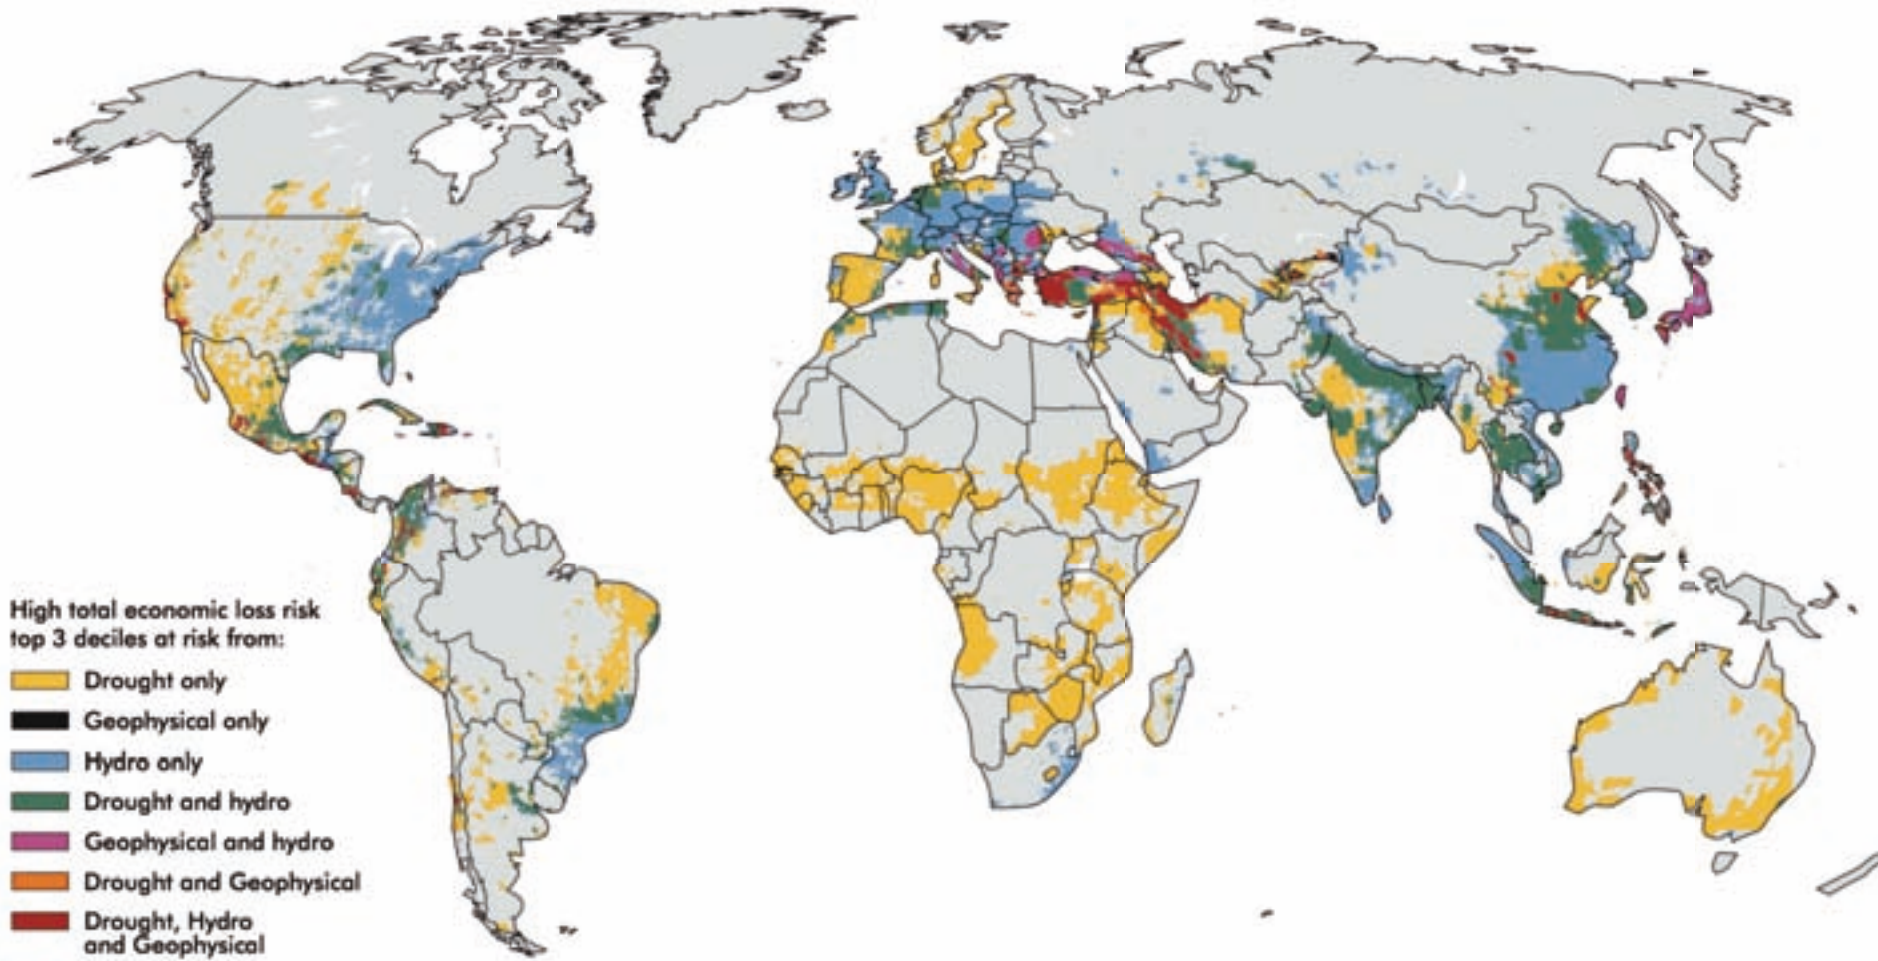 High total economic loss risk
top 3 deciles at risk from:
Drought only
Geophysical only
Hydro only
Drought and hydro
Geophysical and hydro
Drought and Geophysical
Drought, Hydro
and Geophysical